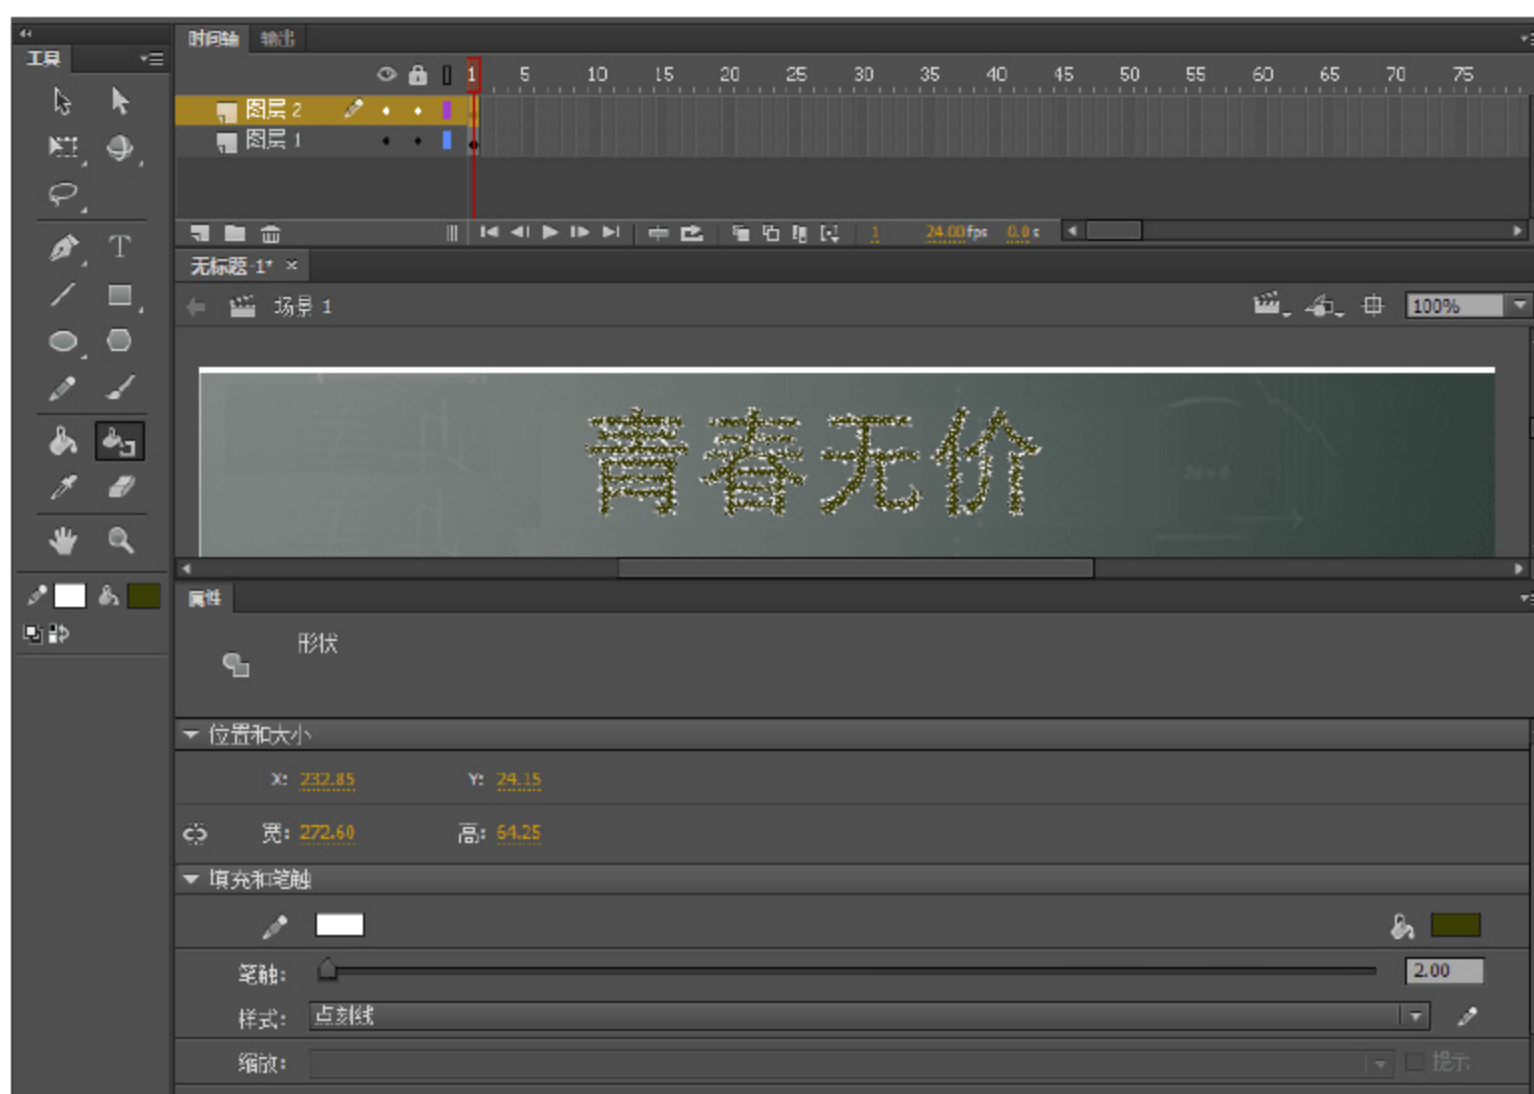 工具
时间轴 输出
1 5 10 15 20 25 30 35 40 45 50 55 60 65 70 75
图层 2
图层 1
1 24.00fps 0.0s
无标题-1* ×
场景 1
100%
青春无价
属性
形状
位置和大小
X: 232.85 Y: 24.15
宽: 272.60 高: 64.25
填充和笔触
笔触: 2.00
样式: 点刻线
缩放: 提示